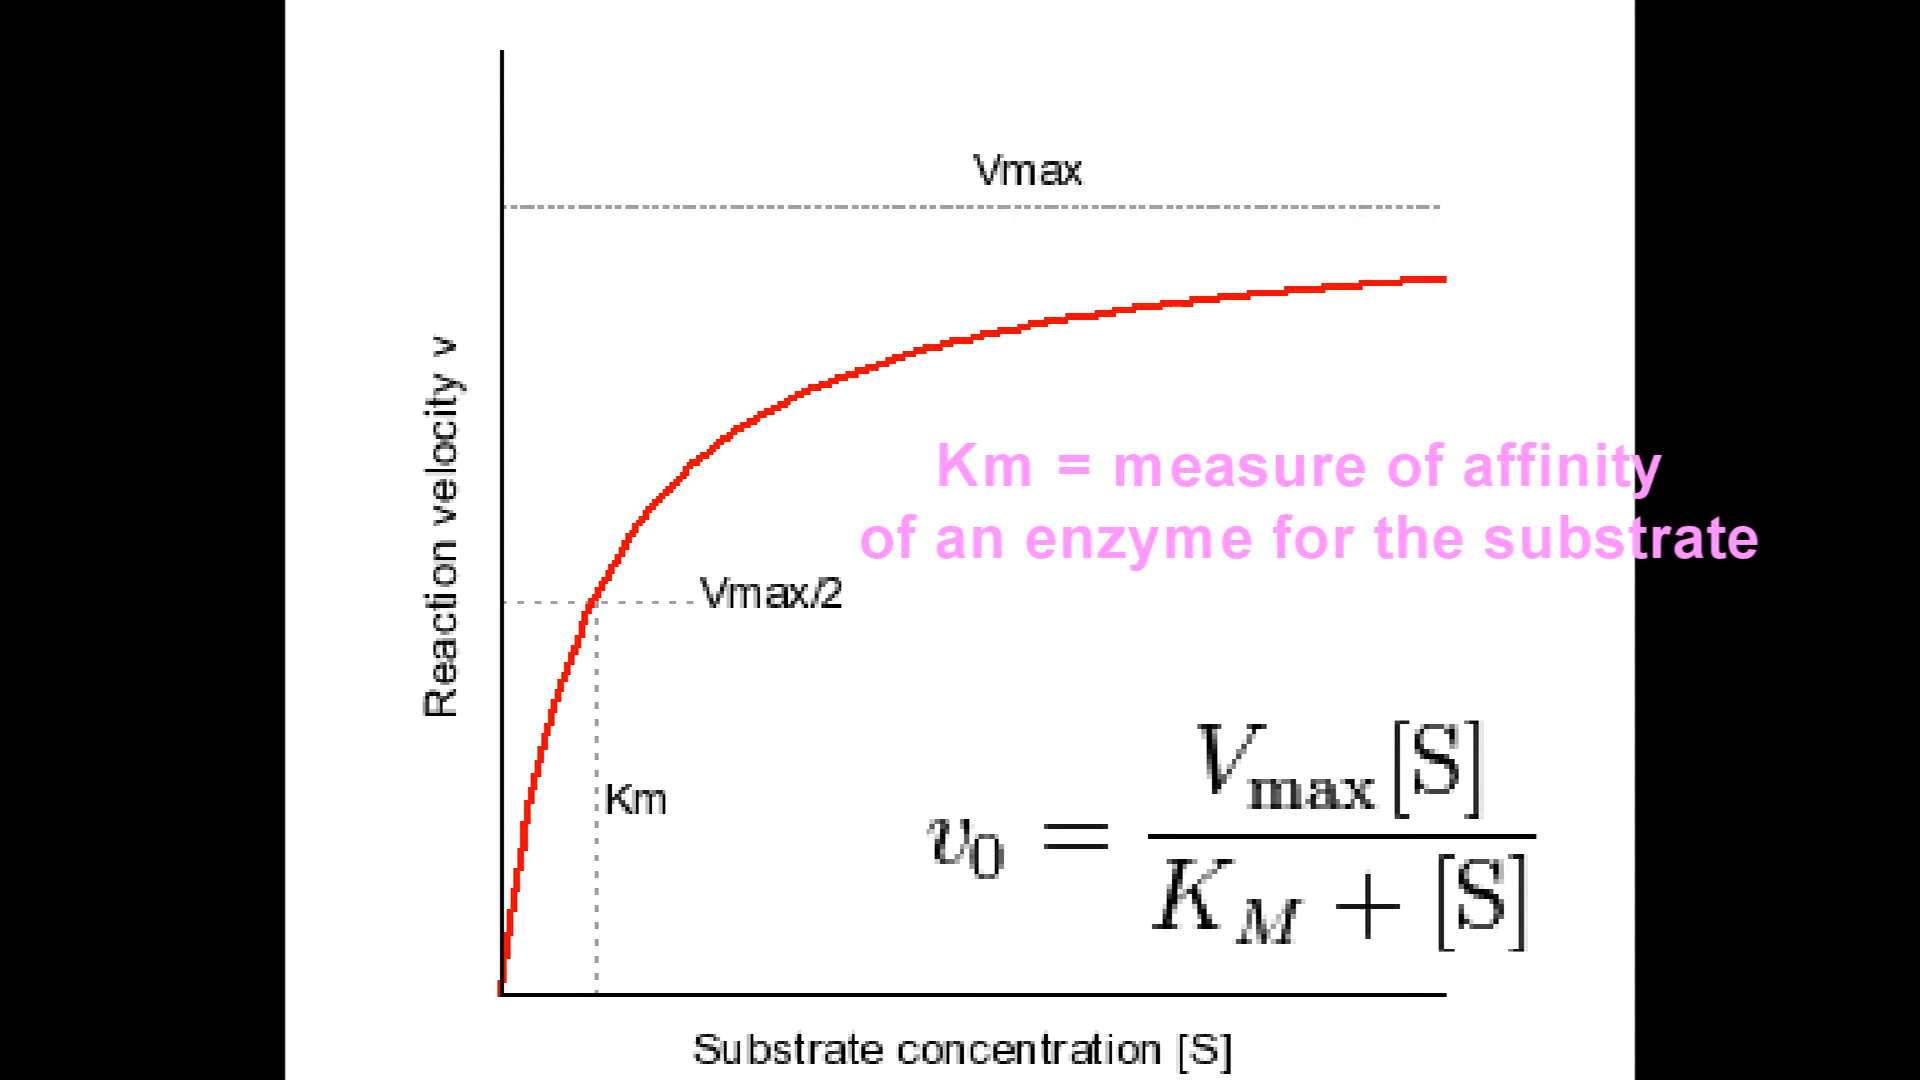 Vmax
Reaction velocity v
Km = measure of affinity
of an enzyme for the substrate
Vmax/2
Km
v₀ = Vmax [S] / (K_M + [S])
Substrate concentration [S]